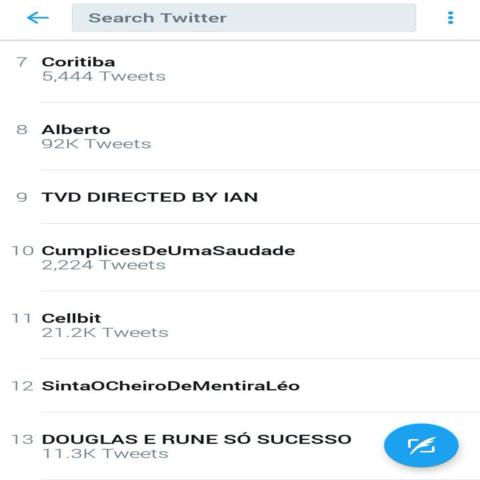 Search Twitter
7 Coritiba
5,444 Tweets
8 Alberto
92K Tweets
9 TVD DIRECTED BY IAN
10 CumplicesDeUmaSaudade
2,224 Tweets
11 Cellbit
21.2K Tweets
12 SintaOCheiroDeMentiraLéo
13 DOUGLAS E RUNE SÓ SUCESSO
11.3K Tweets